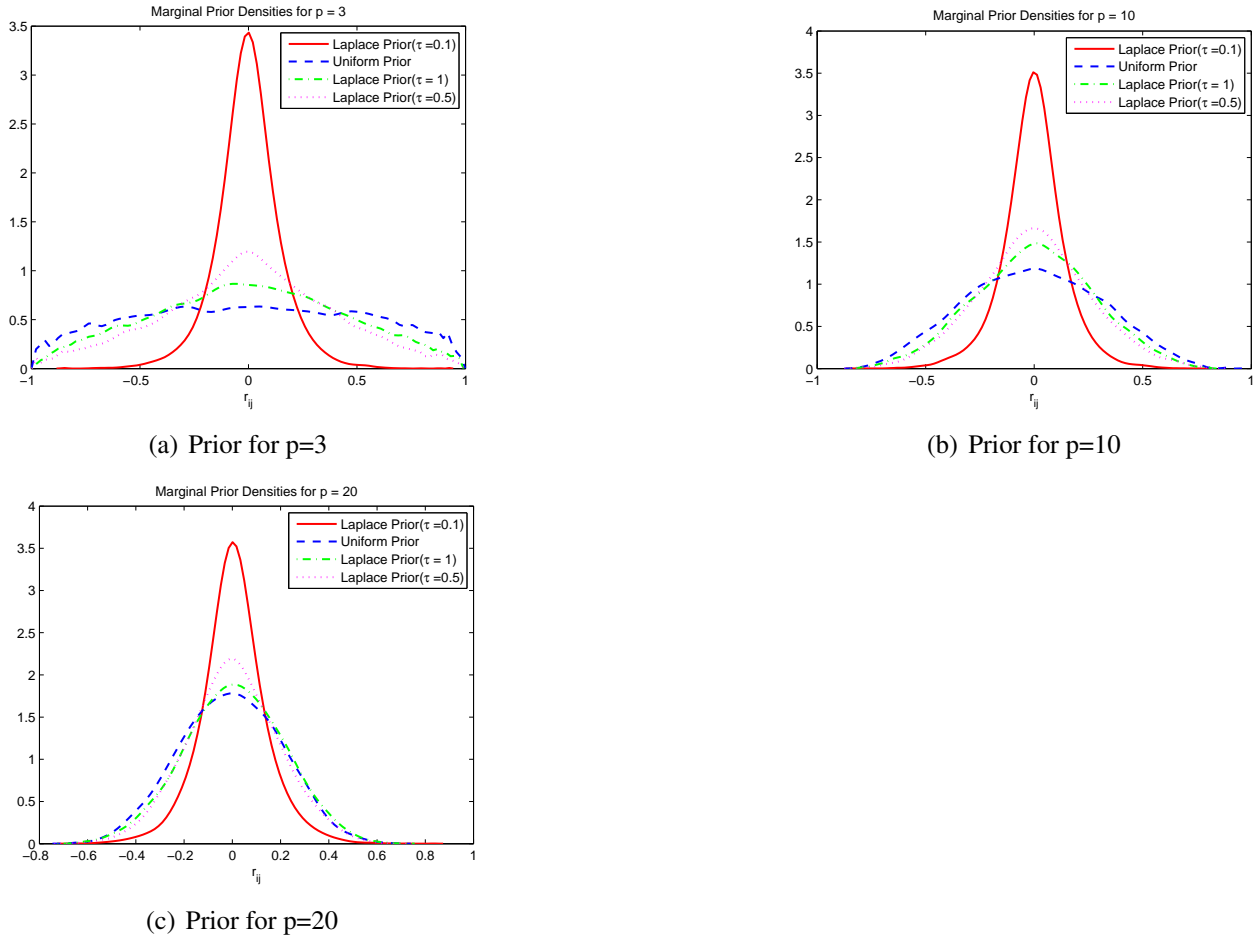 Marginal Prior Densities for p = 3
3.5
3
2.5
2
1.5
1
0.5
0
−1
−0.5
0
0.5
1
r_ij
Laplace Prior(τ =0.1)
Uniform Prior
Laplace Prior(τ = 1)
Laplace Prior(τ =0.5)
(a) Prior for p=3
Marginal Prior Densities for p = 10
4
3.5
3
2.5
2
1.5
1
0.5
0
−1
−0.5
0
0.5
1
r_ij
Laplace Prior(τ =0.1)
Uniform Prior
Laplace Prior(τ = 1)
Laplace Prior(τ =0.5)
(b) Prior for p=10
Marginal Prior Densities for p = 20
4
3.5
3
2.5
2
1.5
1
0.5
0
−0.8
−0.6
−0.4
−0.2
0
0.2
0.4
0.6
0.8
1
r_ij
Laplace Prior(τ =0.1)
Uniform Prior
Laplace Prior(τ = 1)
Laplace Prior(τ =0.5)
(c) Prior for p=20